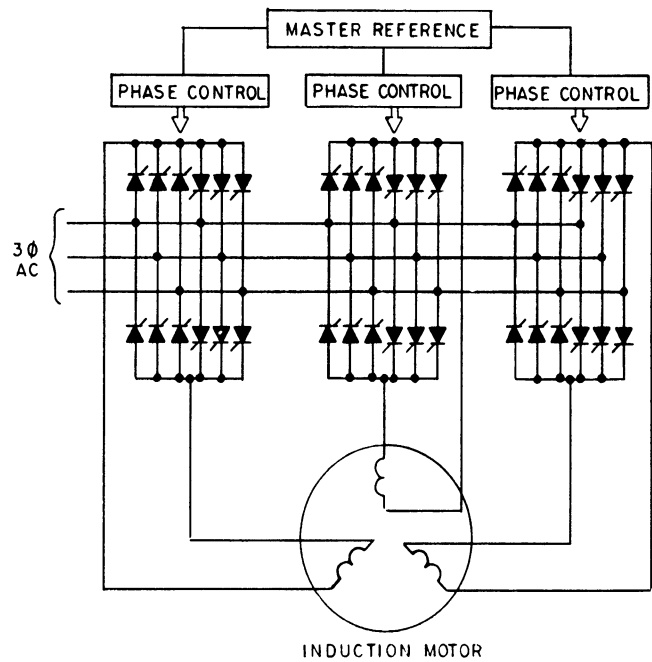 MASTER REFERENCE
PHASE CONTROL
PHASE CONTROL
PHASE CONTROL
3Φ
AC
INDUCTION MOTOR